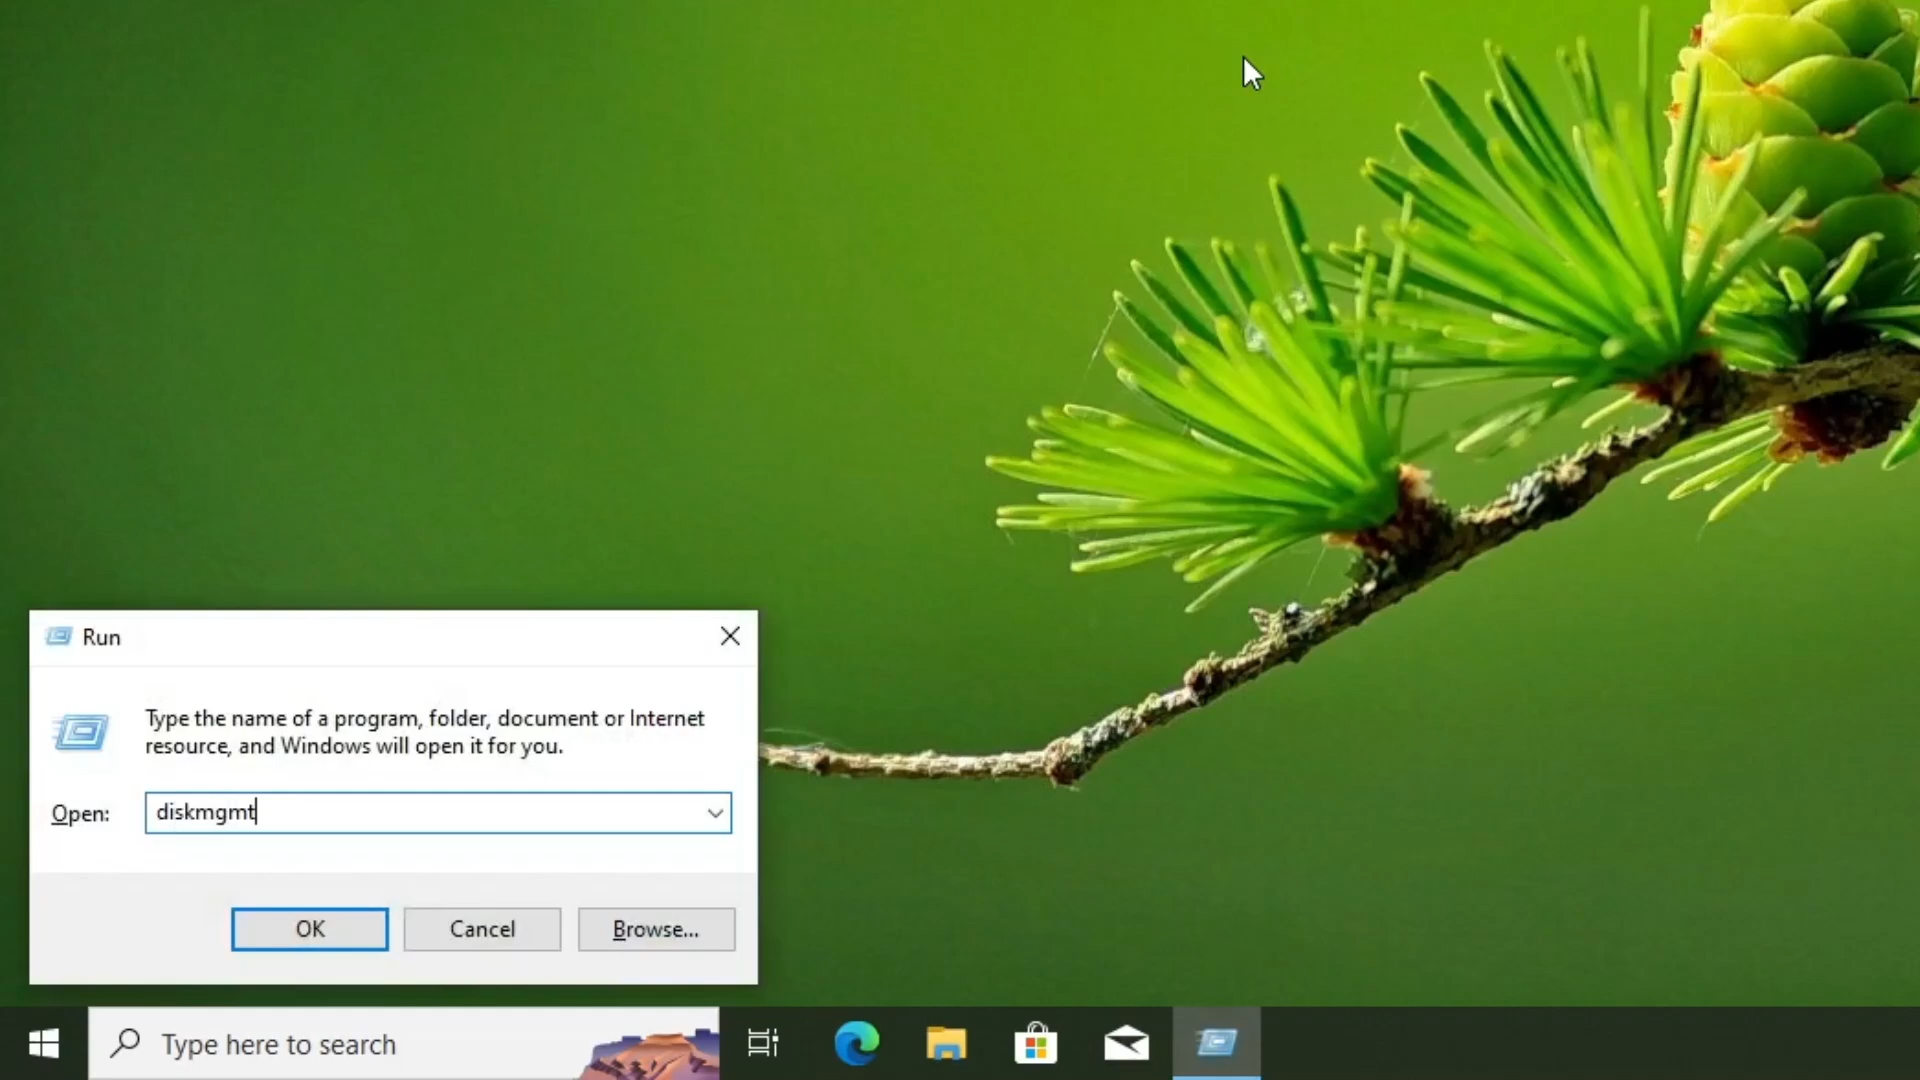 Run
Type the name of a program, folder, document or Internet
resource, and Windows will open it for you.
Open:
diskmgmt
OK
Cancel
Browse...
Type here to search